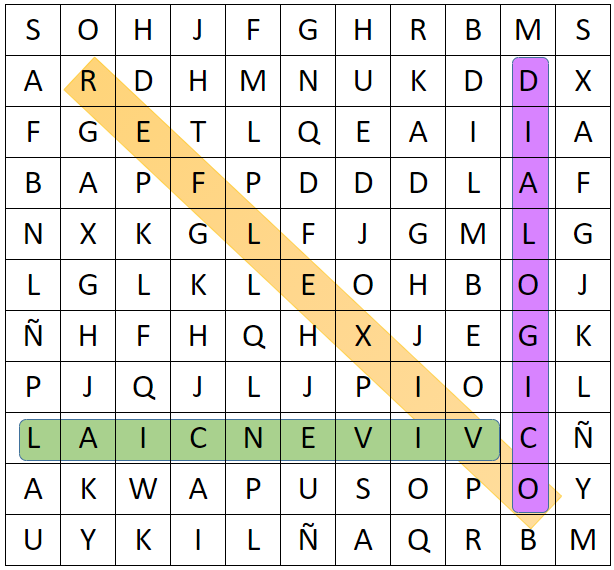 S O H J F G H R B M S
A R D H M N U K D D X
F G E T L Q E A I I A
B A P F P D D D L A F
N X K G L F J G M L G
L G L K L E O H B O J
Ñ H F H Q H X J E G K
P J Q J L J P I O I L
L A I C N E V I V C Ñ
A K W A P U S O P O Y
U Y K I L Ñ A Q R B M